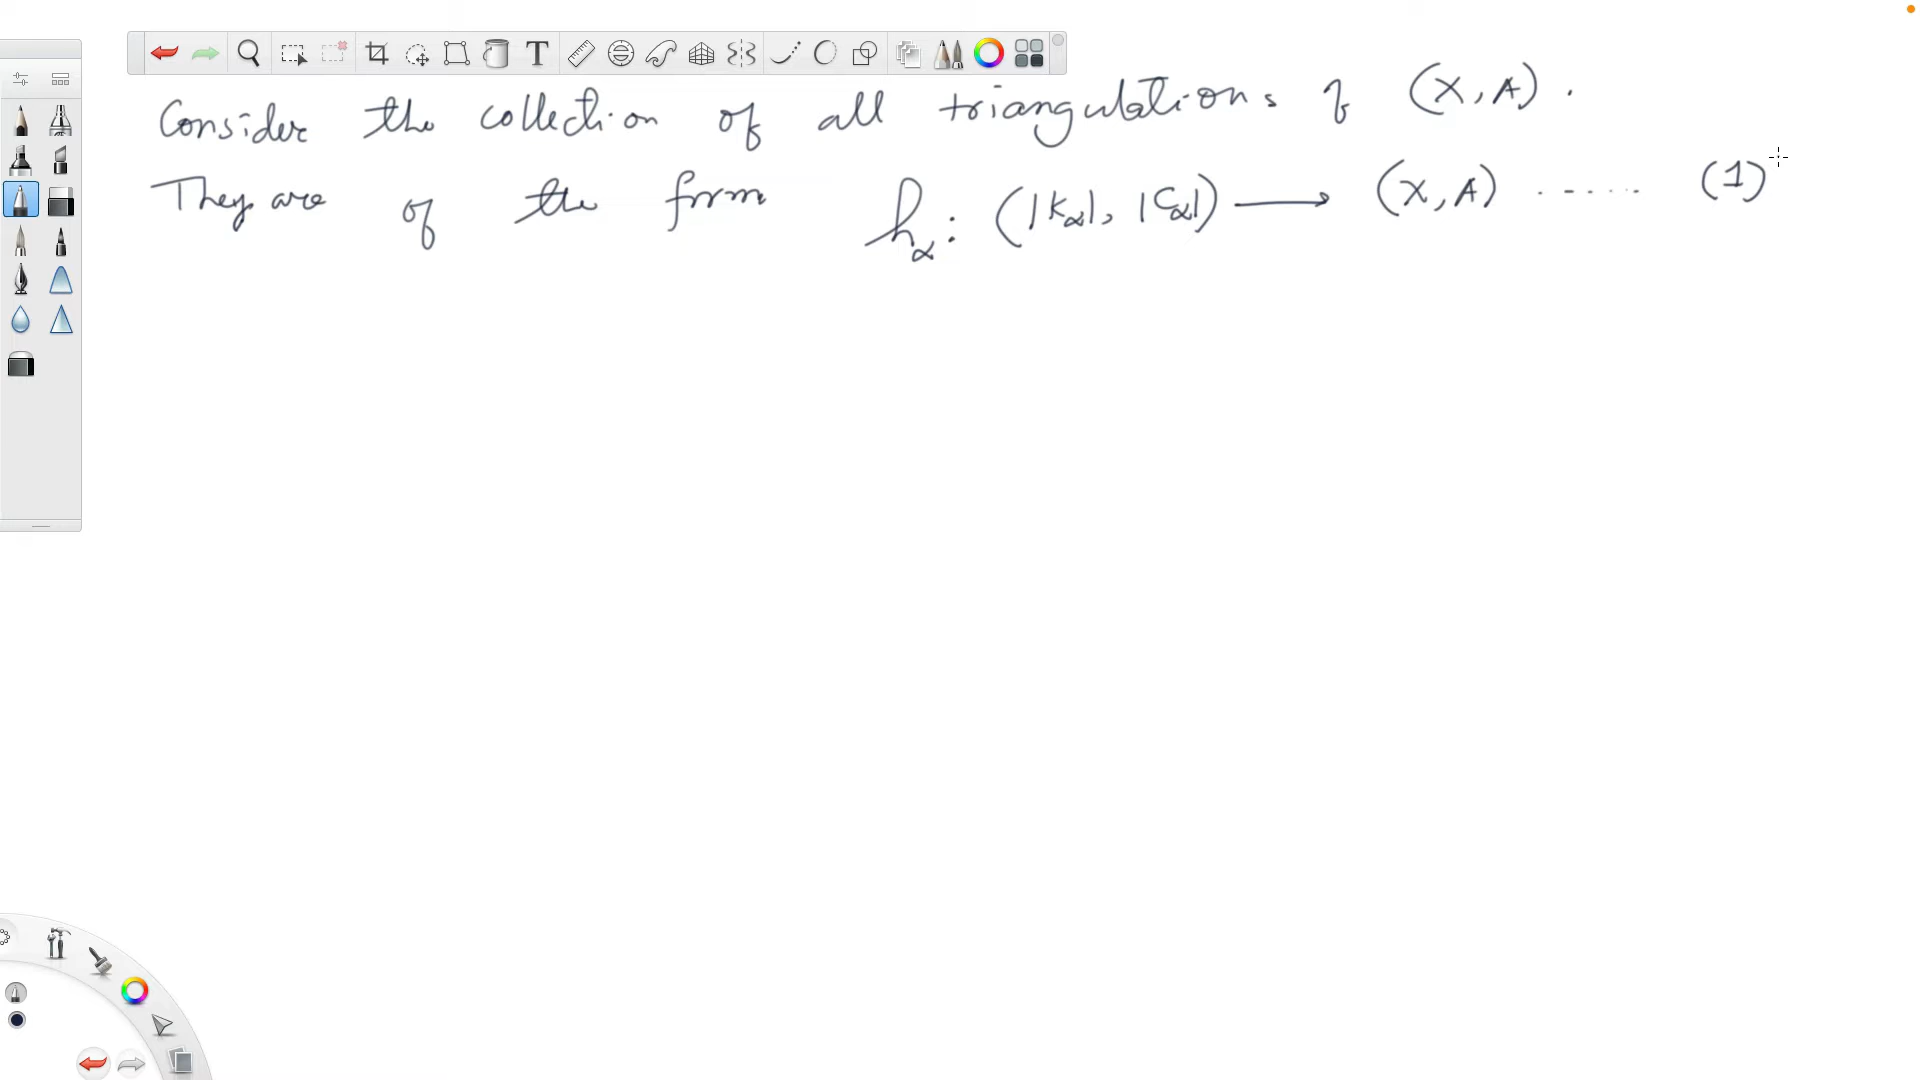 Consider the collection of all triangulations of (X, A).
They are of the form h_α : (|K_α|, |C_α|) ⟶ (X, A) ..... (1)